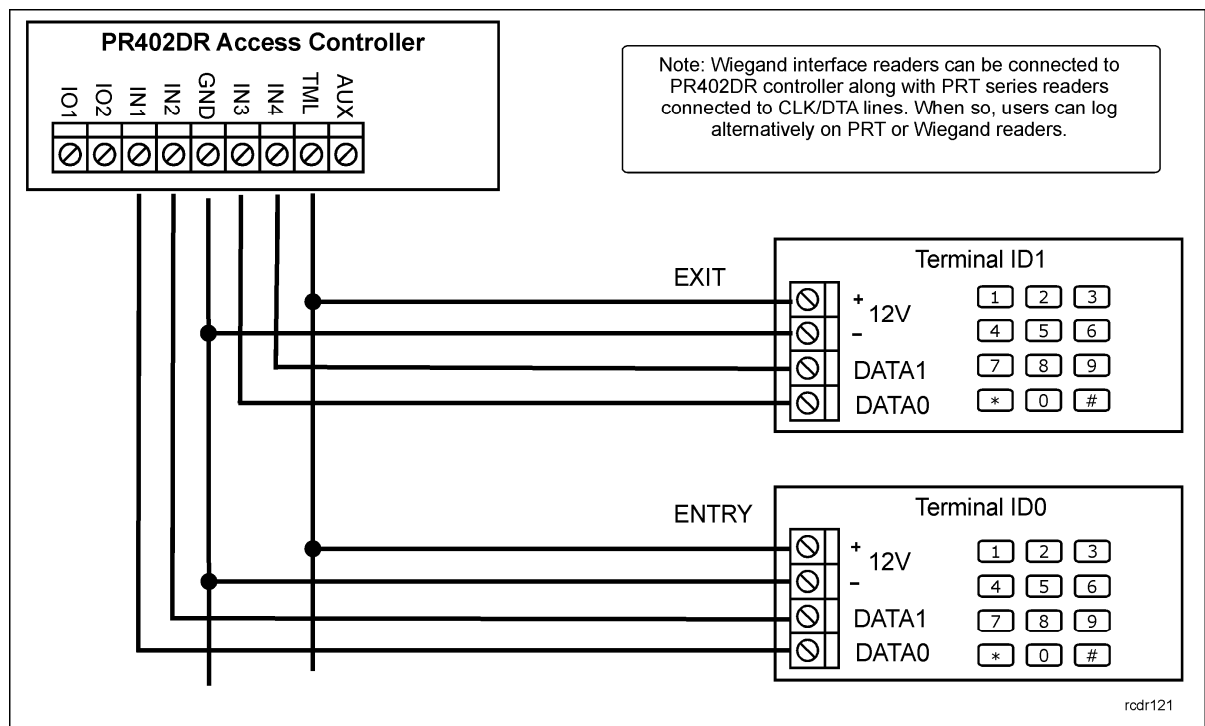 PR402DR Access Controller
IO1
IO2
IN1
IN2
GND
IN3
IN4
TML
AUX
Note: Wiegand interface readers can be connected to
PR402DR controller along with PRT series readers
connected to CLK/DTA lines. When so, users can log
alternatively on PRT or Wiegand readers.
EXIT
Terminal ID1
+
12V
-
DATA1
DATA0
1 2 3
4 5 6
7 8 9
* 0 #
ENTRY
Terminal ID0
+
12V
-
DATA1
DATA0
1 2 3
4 5 6
7 8 9
* 0 #
rcdr121